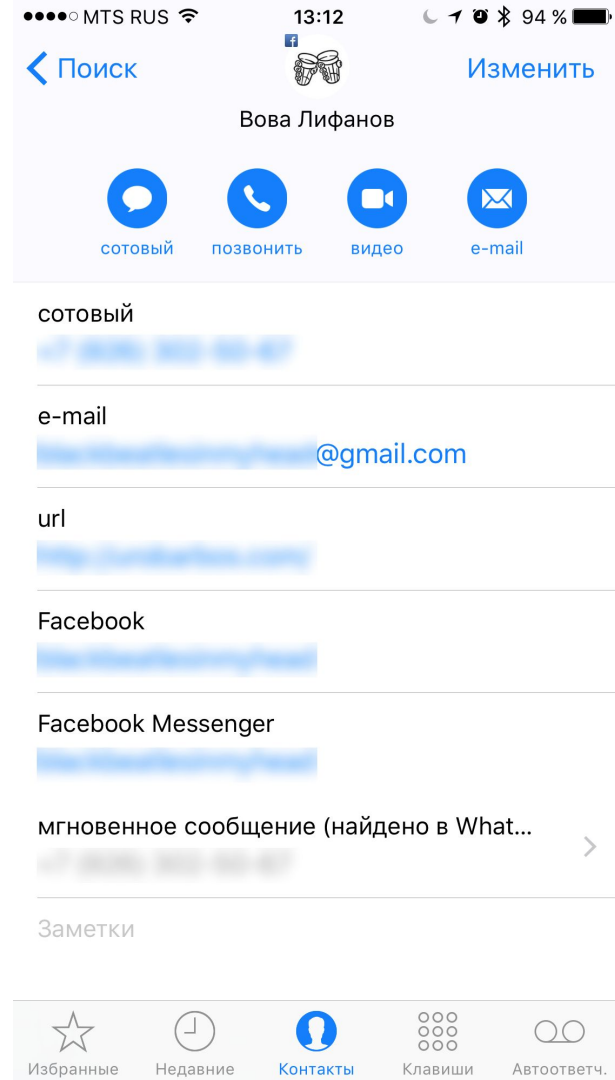 MTS RUS 13:12 94 %
Поиск Изменить
Вова Лифанов
сотовый позвонить видео e-mail
сотовый
e-mail
@gmail.com
url
Facebook
Facebook Messenger
мгновенное сообщение (найдено в What...
Заметки
Избранные Недавние Контакты Клавиши Автоответч.